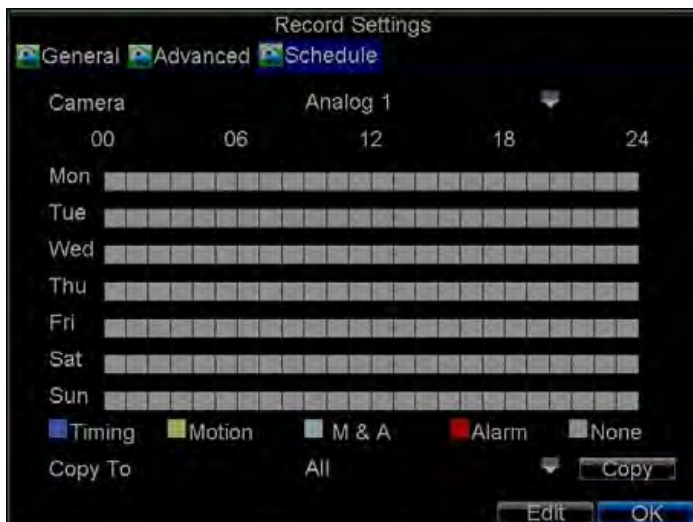 Record Settings
General Advanced Schedule
Camera Analog 1
00 06 12 18 24
Mon
Tue
Wed
Thu
Fri
Sat
Sun
Timing Motion M & A Alarm None
Copy To All Copy
Edit OK